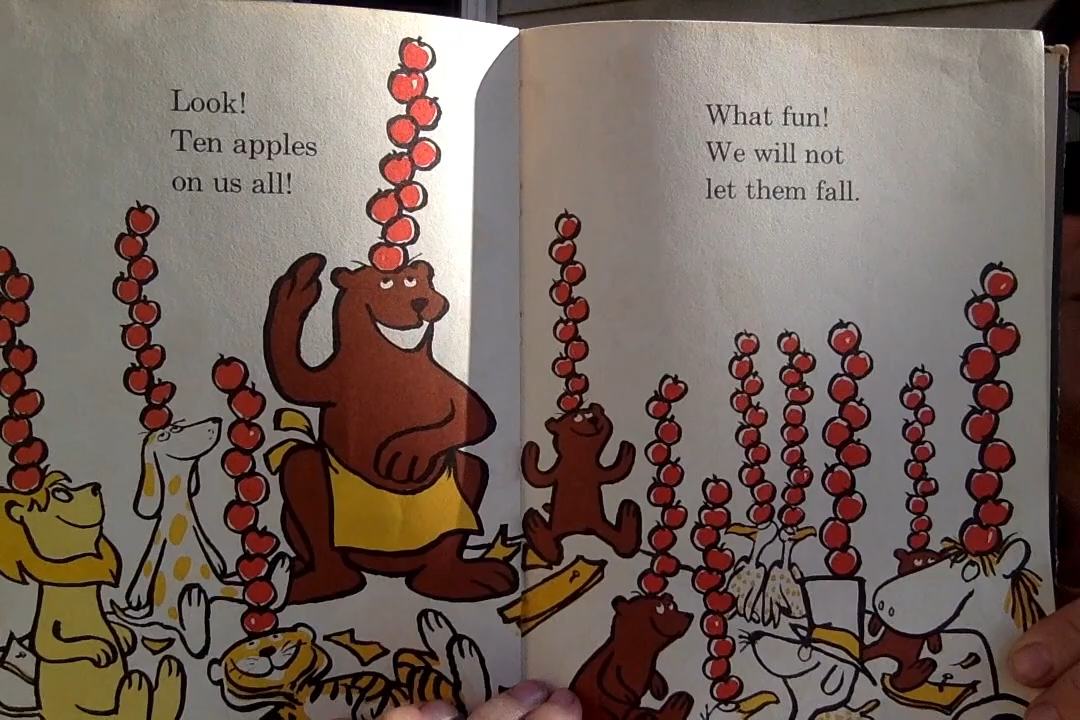 Look!
Ten apples
on us all!
What fun!
We will not
let them fall.